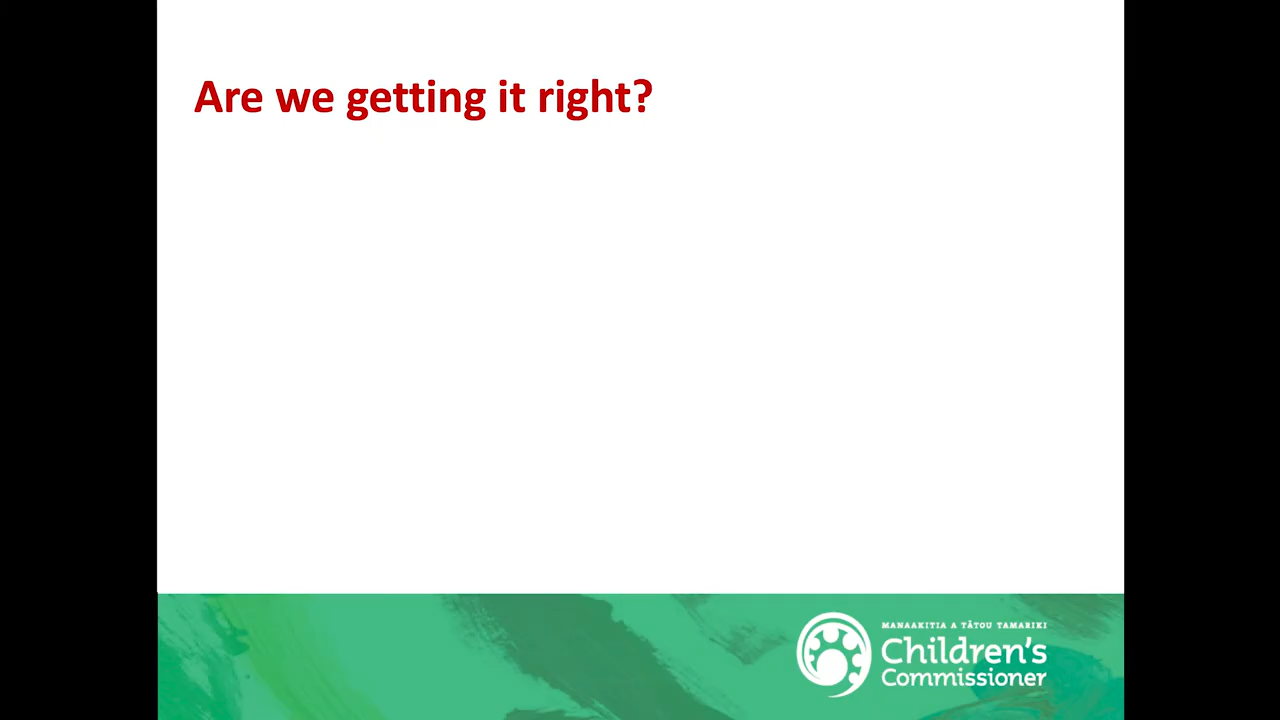 Are we getting it right?
MANAAKITIA A TĀTOU TAMARIKI
Children's
Commissioner